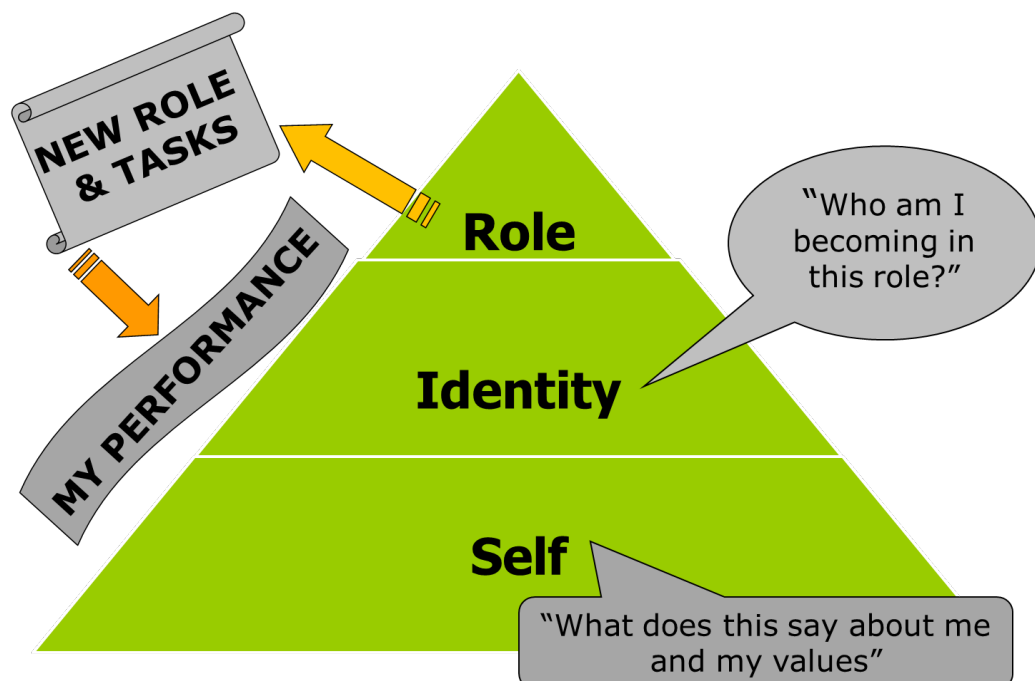 NEW ROLE
& TASKS
MY PERFORMANCE
Role
Identity
Self
“Who am I
becoming in
this role?”
“What does this say about me
and my values”